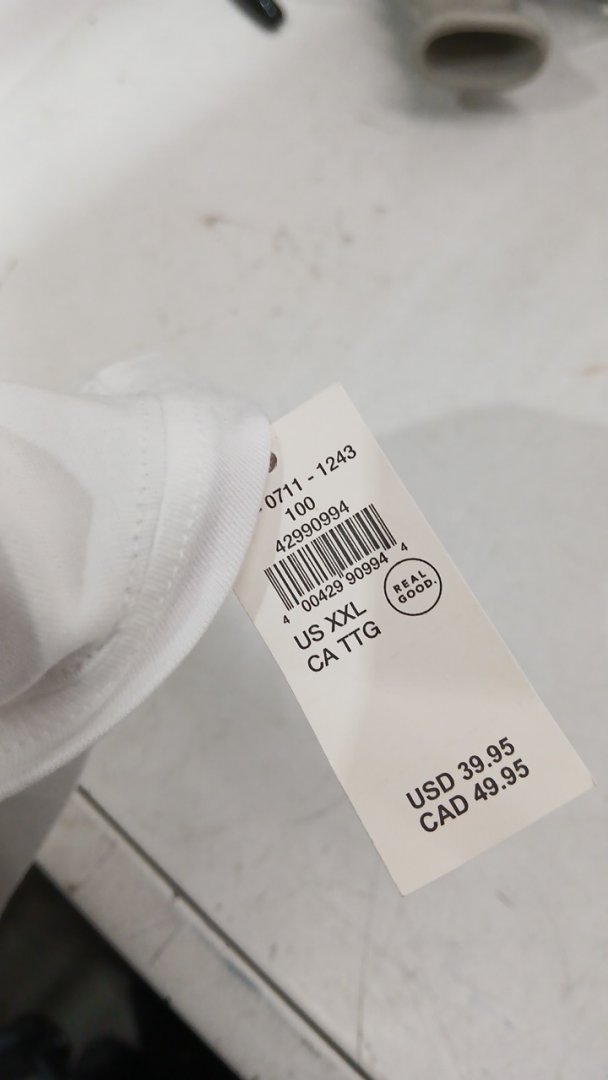 - 0711 - 1243
100
42990994
4 00429 90994 4
REAL
GOOD.
US XXL
CA TTG
USD 39.95
CAD 49.95